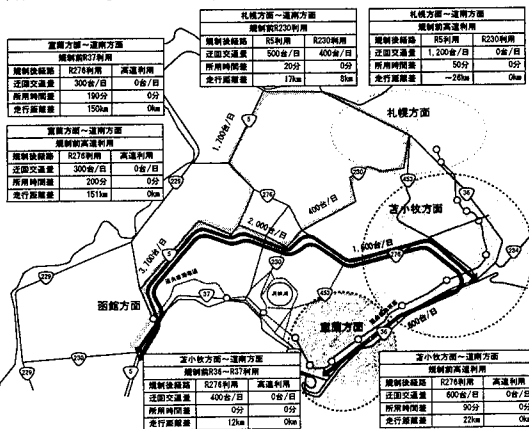 室蘭方面～道南方面
規制前R37利用
規制後経路 R276利用 高速利用
迂回交通量 300台/日 0台/日
所用時間差 190分 0分
走行距離差 150km 0km
室蘭方面～道南方面
規制前高速利用
規制後経路 R276利用 高速利用
迂回交通量 300台/日 0台/日
所用時間差 200分 0分
走行距離差 151km 0km
札幌方面～道南方面
規制前R230利用
規制後経路 R5利用 R230利用
迂回交通量 500台/日 400台/日
所用時間差 20分 0分
走行距離差 17km 8km
札幌方面～道南方面
規制前高速利用
規制後経路 R5利用 R230利用
迂回交通量 1,200台/日 0台/日
所用時間差 50分 0分
走行距離差 -26km 0km
札幌方面
苫小牧方面
室蘭方面
函館方面
1,700台/日
400台/日
2,000台/日
3,700台/日
1,600台/日
800台/日
5
276
230
453
36
276
234
229
5
229
230
37
453
36
229
230
5
苫小牧方面～道南方面
規制前R36～R37利用
規制後経路 R276利用 高速利用
迂回交通量 400台/日 0台/日
所用時間差 0分 0分
走行距離差 12km 0km
苫小牧方面～道南方面
規制前高速利用
規制後経路 R276利用 高速利用
迂回交通量 600台/日 0台/日
所用時間差 90分 0分
走行距離差 22km 0km